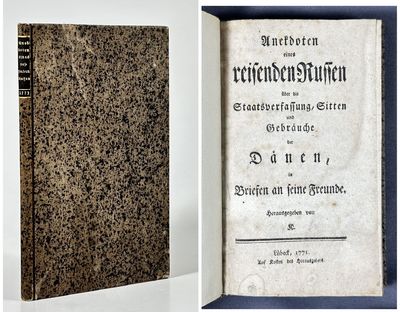 1771
Anekdoten
eines
reisenden Russen
über die
Staatsverfassung, Sitten
und
Gebräuche
der
Dänen,
in
Briefen an seine Freunde.
Herausgegeben von
K.
Lübeck, 1771.
Auf Kosten des Herausgebers.